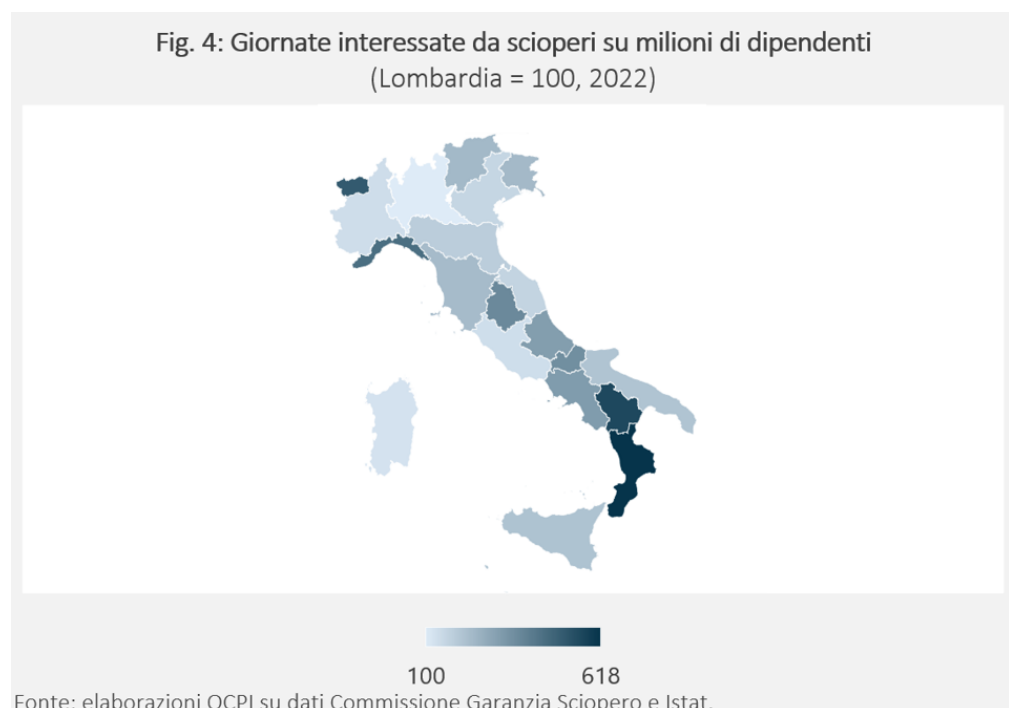 Fig. 4: Giornate interessate da scioperi su milioni di dipendenti
(Lombardia = 100, 2022)
100 618
Fonte: elaborazioni OCPI su dati Commissione Garanzia Sciopero e Istat.